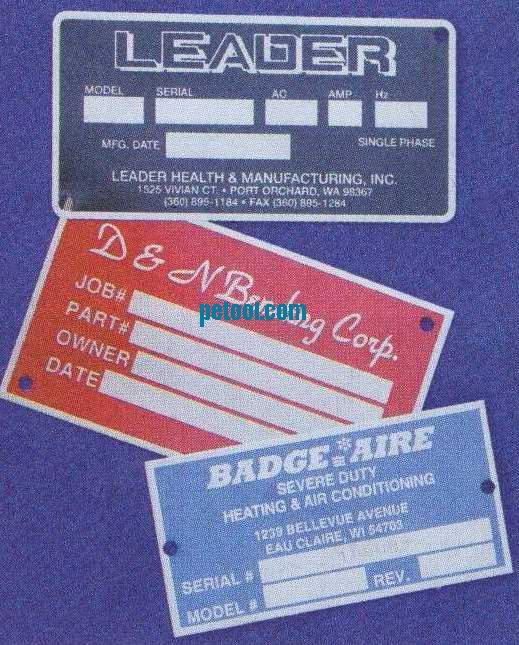 LEADER
MODEL SERIAL AC AMP Hz
MFG. DATE SINGLE PHASE
LEADER HEALTH & MANUFACTURING, INC.
1525 VIVIAN CT. • PORT ORCHARD, WA 98367
(360) 895-1184 • FAX (360) 895-1284
D & N Corp.
petool.com
JOB#
PART#
OWNER
DATE
BADGE AIRE
SEVERE DUTY
HEATING & AIR CONDITIONING
1239 BELLEVUE AVENUE
EAU CLAIRE, WI 54703
SERIAL #
MODEL # REV.